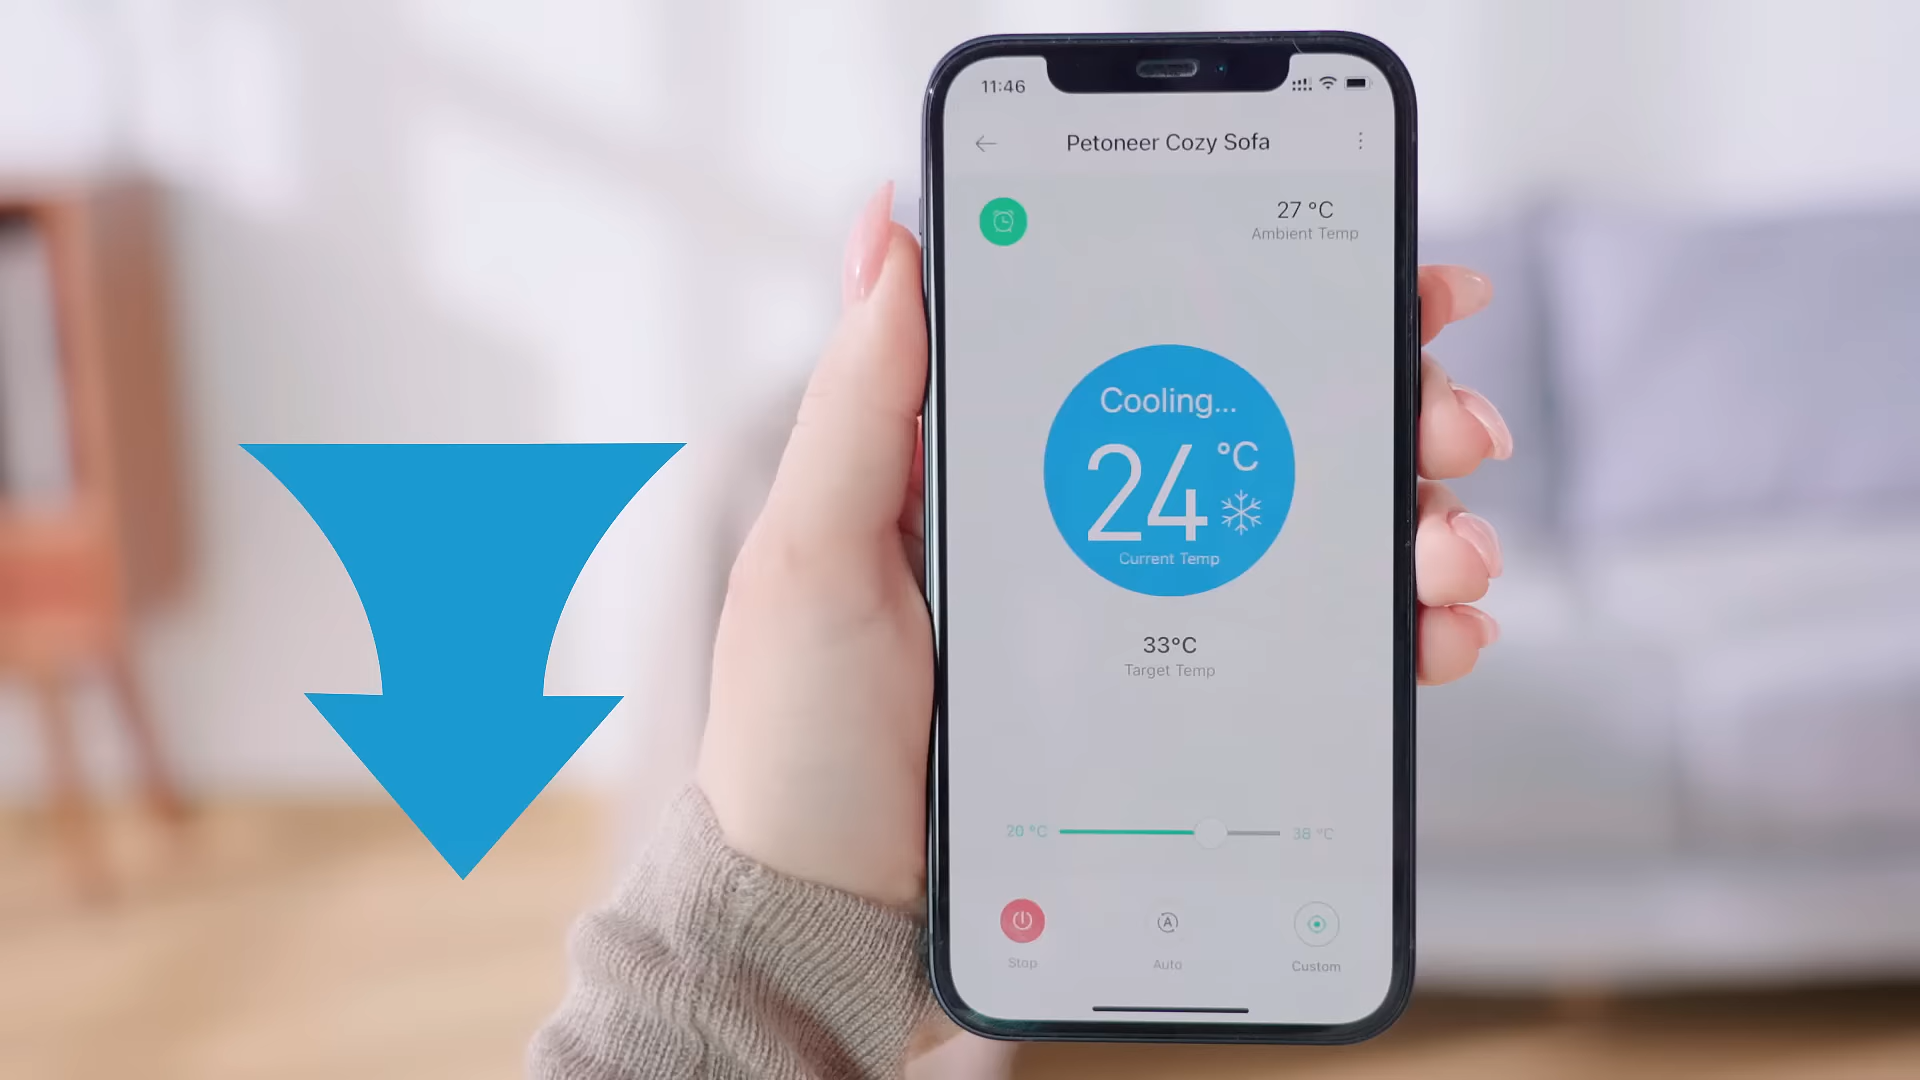 11:46
Petoneer Cozy Sofa
27 °C
Ambient Temp
Cooling...
24 °C
Current Temp
33°C
Target Temp
20 °C
38 °C
Stop
A
Auto
Custom